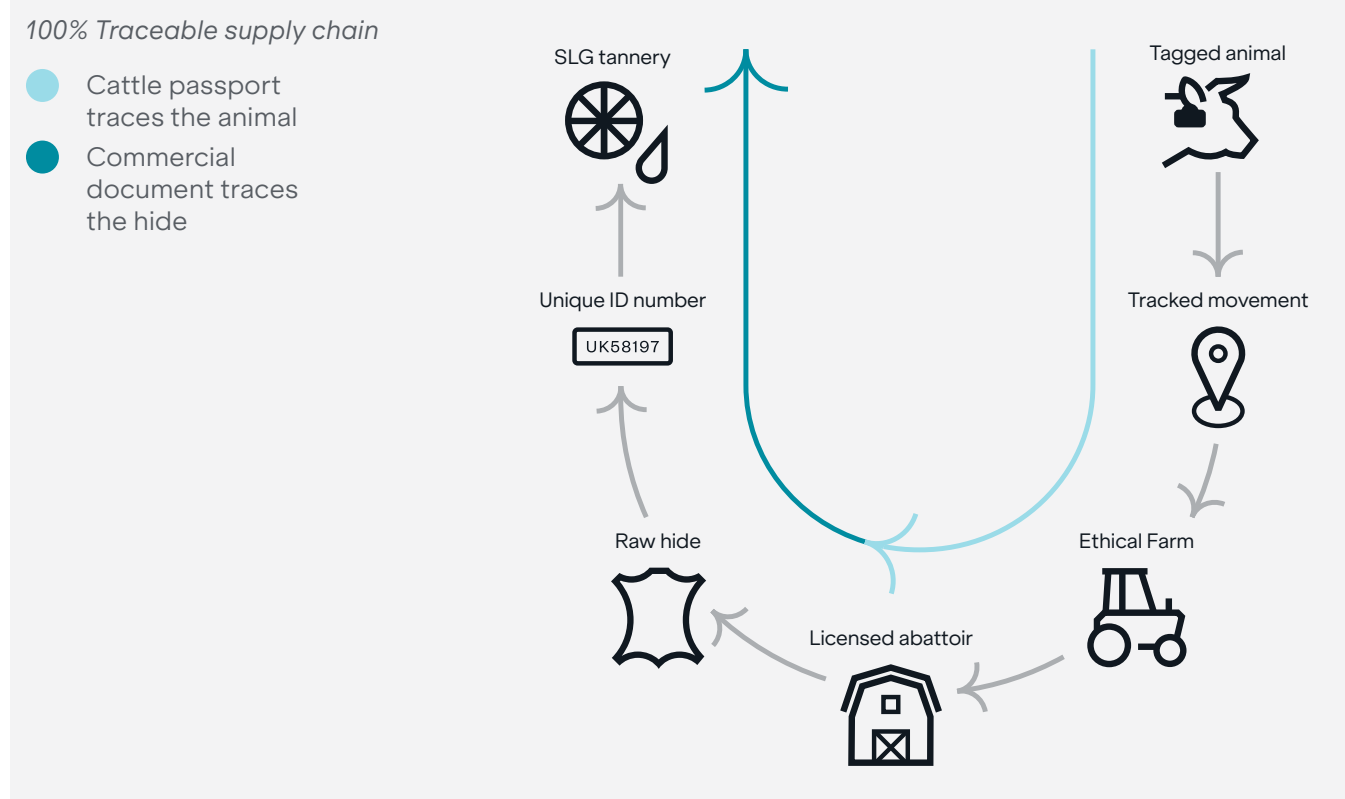 100% Traceable supply chain
Cattle passport
traces the animal
Commercial
document traces
the hide
SLG tannery
Tagged animal
Unique ID number
UK58197
Tracked movement
Raw hide
Ethical Farm
Licensed abattoir